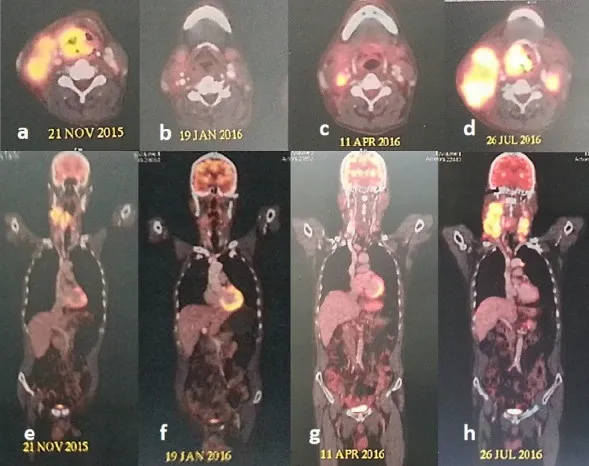 a
21 NOV 2015
b
19 JAN 2016
c
11 APR 2016
d
26 JUL 2016
e
21 NOV 2015
f
19 JAN 2016
g
11 APR 2016
h
26 JUL 2016